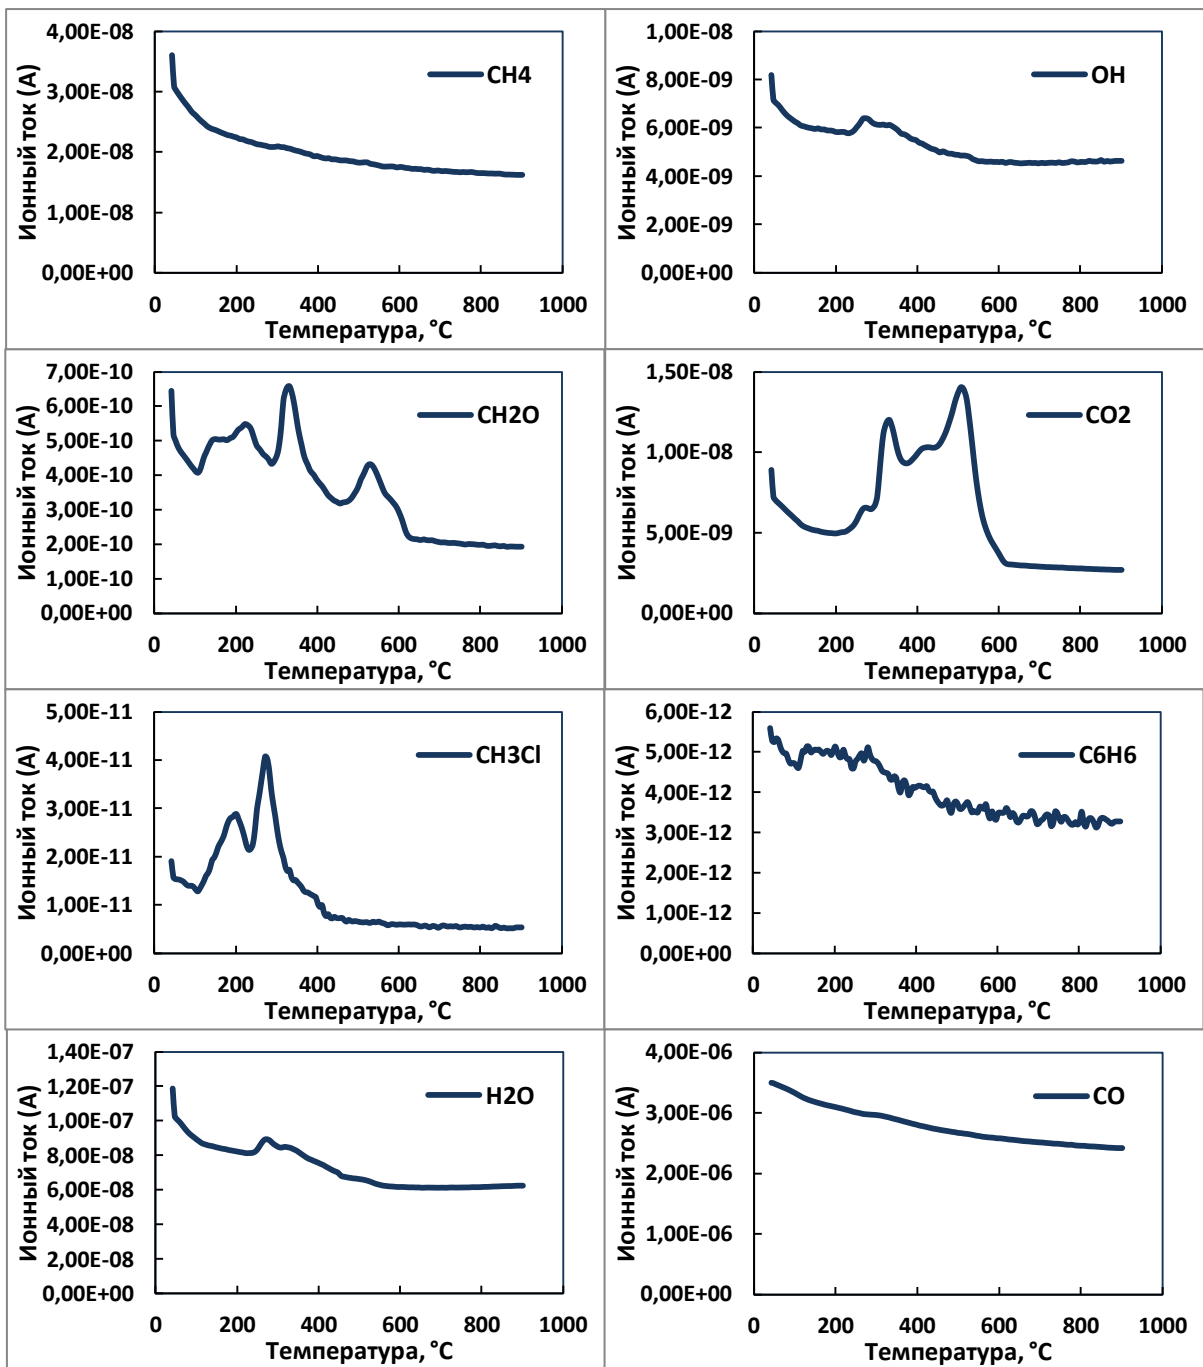 4,00E-08
3,00E-08
2,00E-08
1,00E-08
0,00E+00
Ионный ток (А)
CH4
0 200 400 600 800 1000
Температура, °C
1,00E-08
8,00E-09
6,00E-09
4,00E-09
2,00E-09
0,00E+00
Ионный ток (А)
OH
0 200 400 600 800 1000
Температура, °C
7,00E-10
6,00E-10
5,00E-10
4,00E-10
3,00E-10
2,00E-10
1,00E-10
0,00E+00
Ионный ток (А)
CH2O
0 200 400 600 800 1000
Температура, °C
1,50E-08
1,00E-08
5,00E-09
0,00E+00
Ионный ток (А)
CO2
0 200 400 600 800 1000
Температура, °C
5,00E-11
4,00E-11
3,00E-11
2,00E-11
1,00E-11
0,00E+00
Ионный ток (А)
CH3Cl
0 200 400 600 800 1000
Температура, °C
6,00E-12
5,00E-12
4,00E-12
3,00E-12
2,00E-12
1,00E-12
0,00E+00
Ионный ток (А)
C6H6
0 200 400 600 800 1000
Температура, °C
1,40E-07
1,20E-07
1,00E-07
8,00E-08
6,00E-08
4,00E-08
2,00E-08
0,00E+00
Ионный ток (А)
H2O
0 200 400 600 800 1000
Температура, °C
4,00E-06
3,00E-06
2,00E-06
1,00E-06
0,00E+00
Ионный ток (А)
CO
0 200 400 600 800 1000
Температура, °C